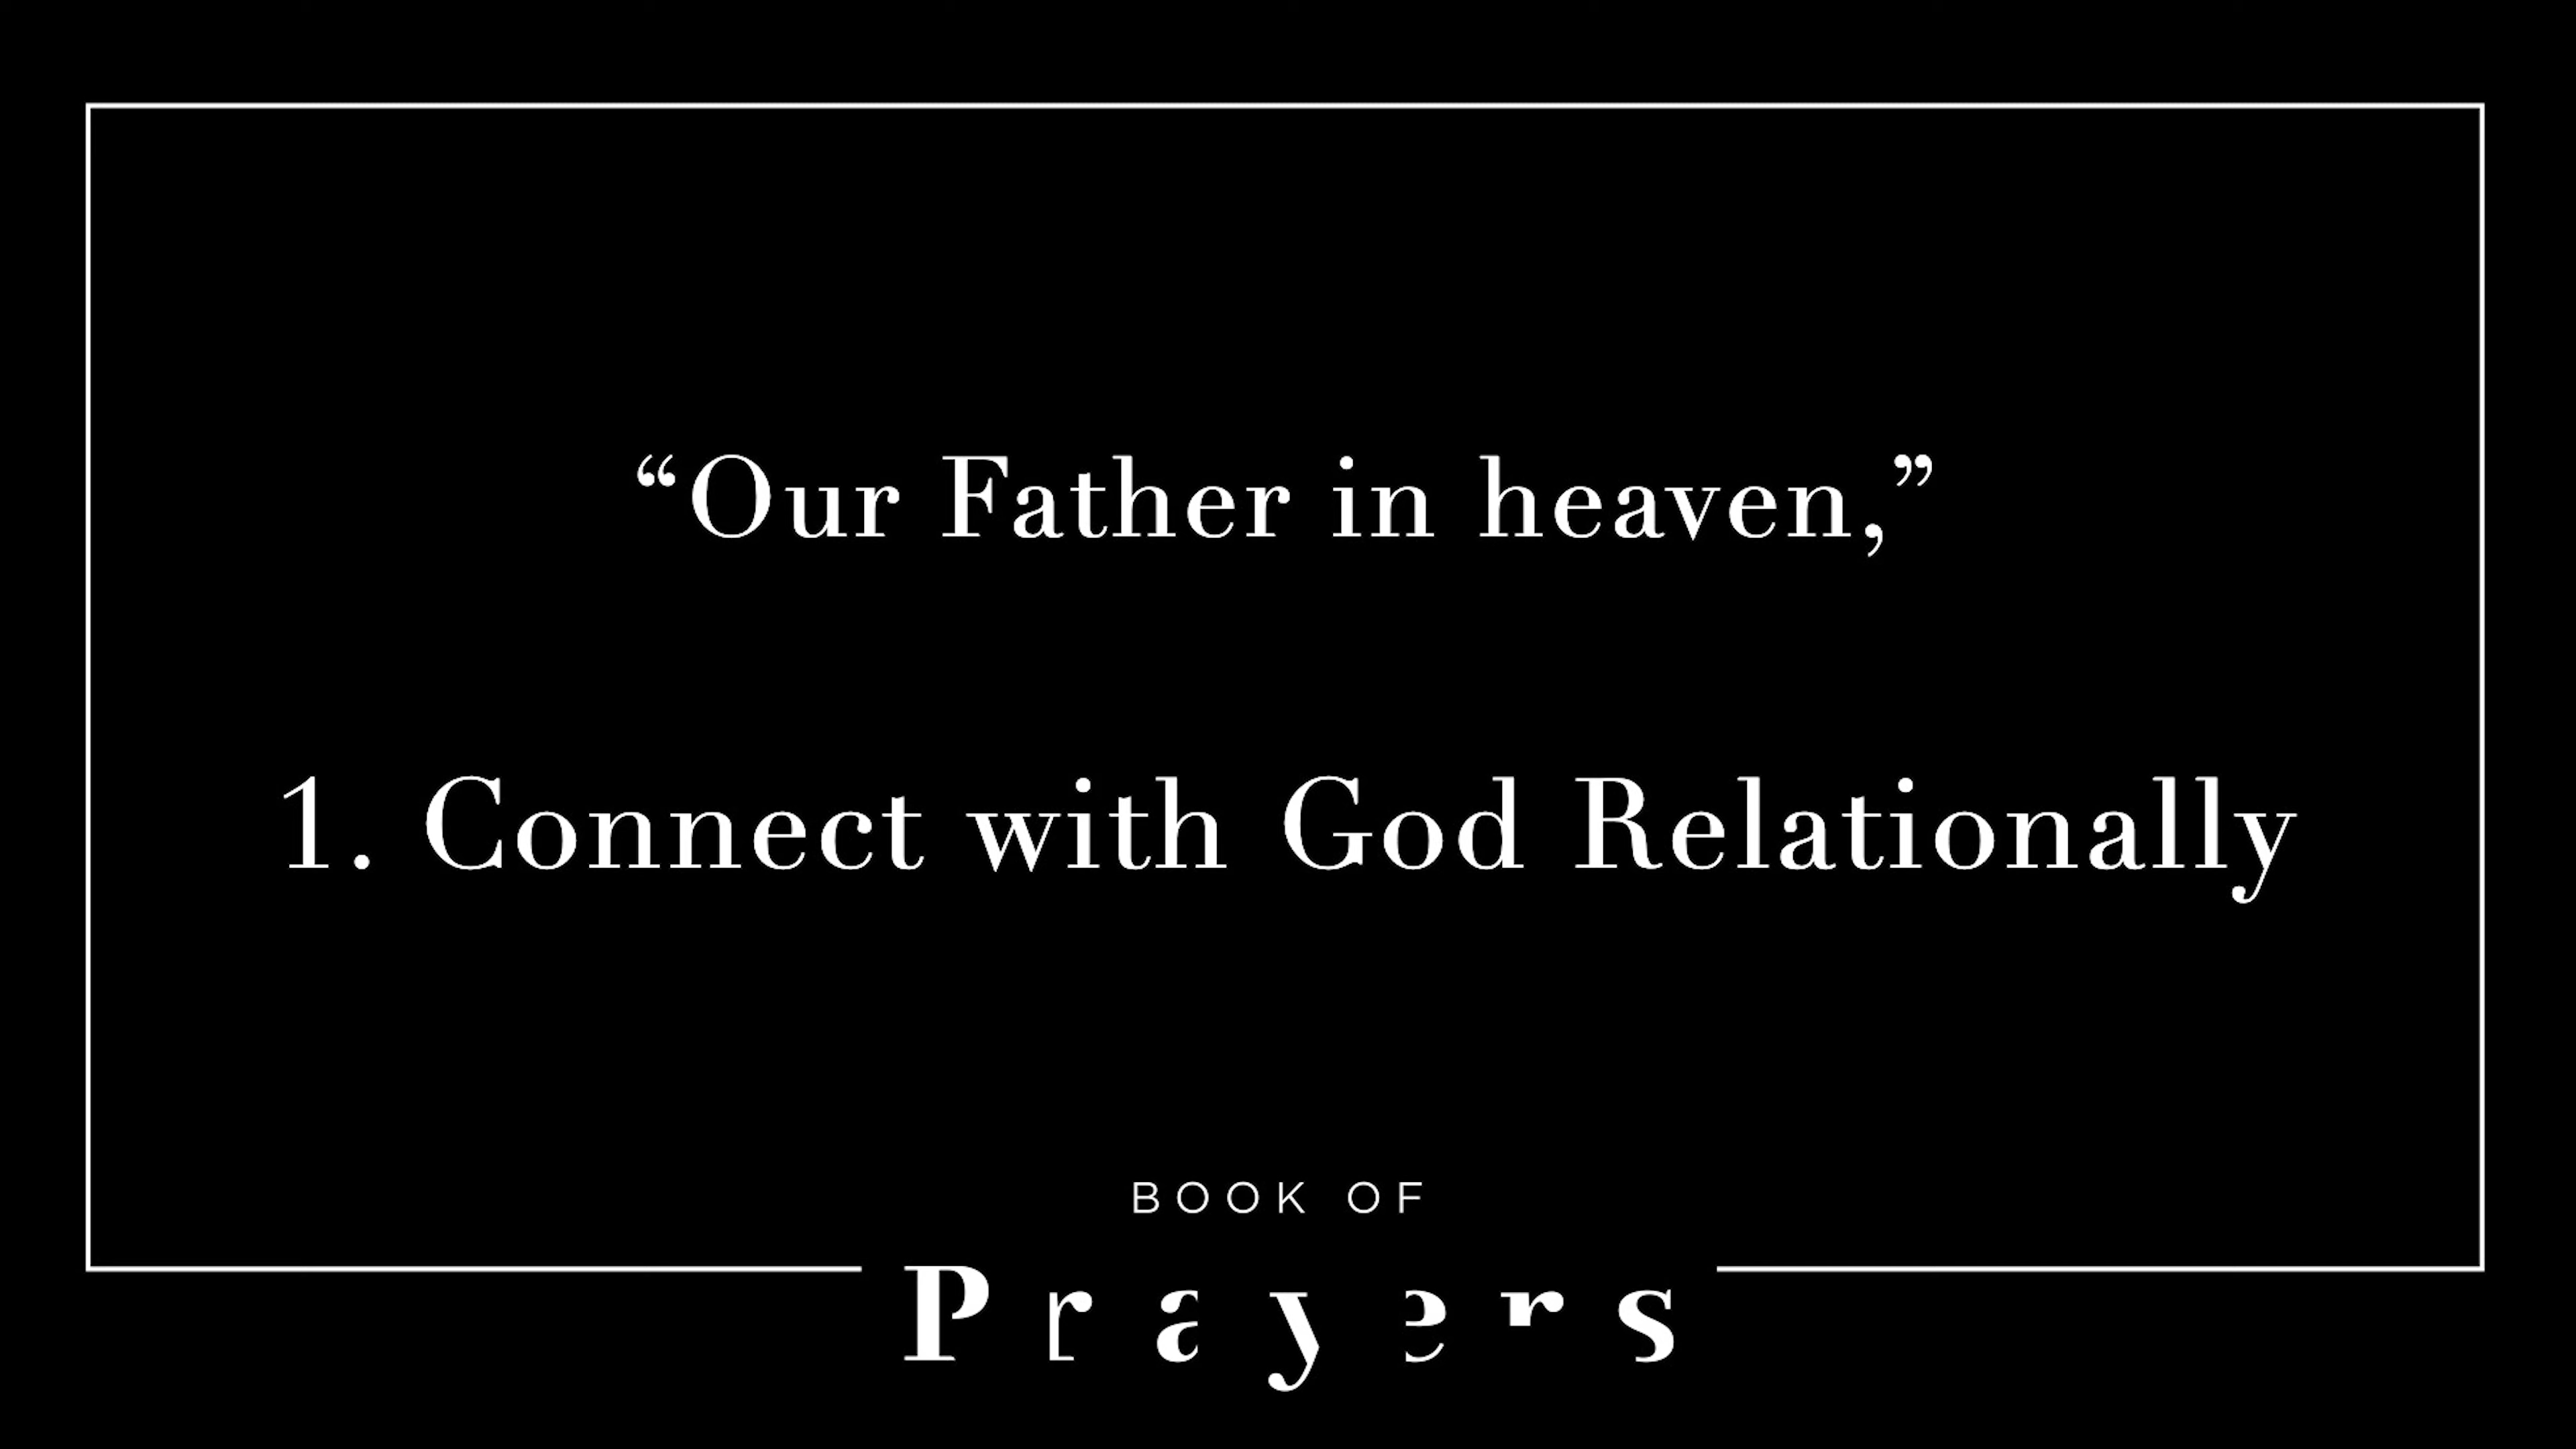 “Our Father in heaven,”
1. Connect with God Relationally
BOOK OF
Prayers